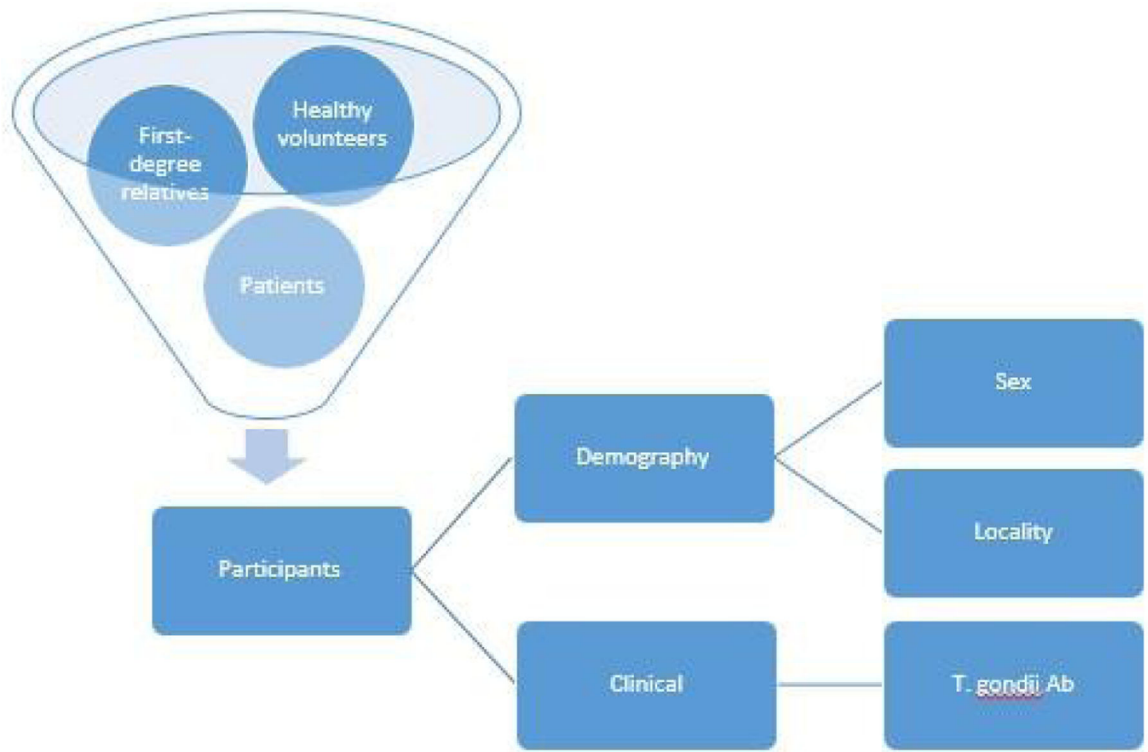 Healthy
volunteers
First-
degree
relatives
Patients
Participants
Demography
Clinical
Sex
Locality
T. gondii Ab